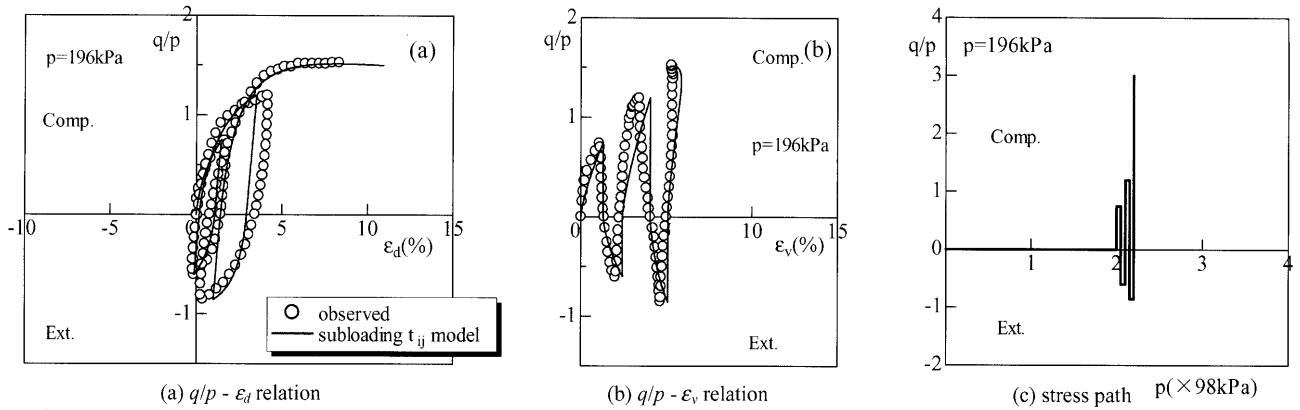 2
q/p
(a)
p=196kPa
1
Comp.
-10
-5
0
5
10
15
εd(%)
-1
Ext.
observed
subloading tij model
(a) q/p - εd relation
2
q/p
(b)
Comp.
1
p=196kPa
0
5
10
15
εv(%)
-1
Ext.
(b) q/p - εv relation
4
q/p
p=196kPa
3
2
Comp.
1
0
1
2
3
4
-1
Ext.
-2
(c) stress path
p(×98kPa)